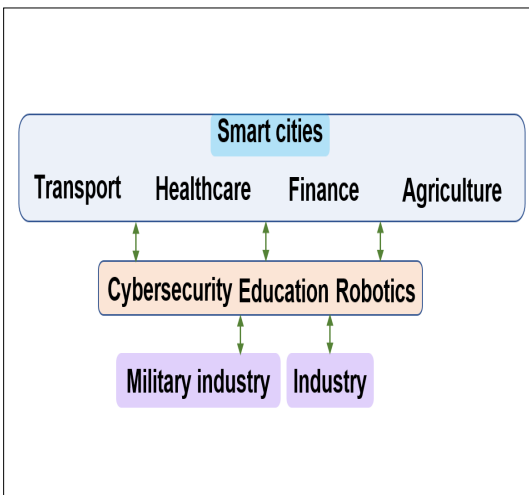 Smart cities
Transport Healthcare Finance Agriculture
Cybersecurity Education Robotics
Military industry Industry